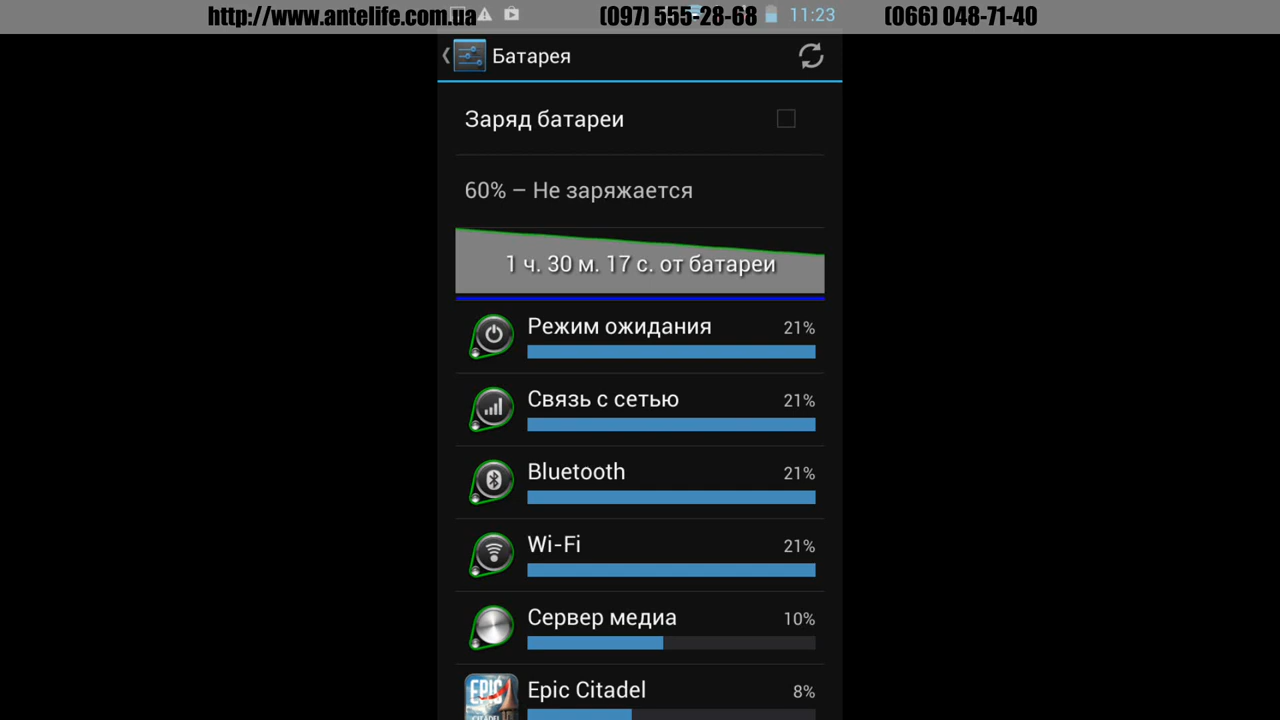 http://www.antelife.com.ua (097) 555-28-68 11:23 (066) 048-71-40
Батарея
Заряд батареи
60% – Не заряжается
1 ч. 30 м. 17 с. от батареи
Режим ожидания 21%
Связь с сетью 21%
Bluetooth 21%
Wi-Fi 21%
Сервер медиа 10%
Epic Citadel 8%
EPIC
CITADEL